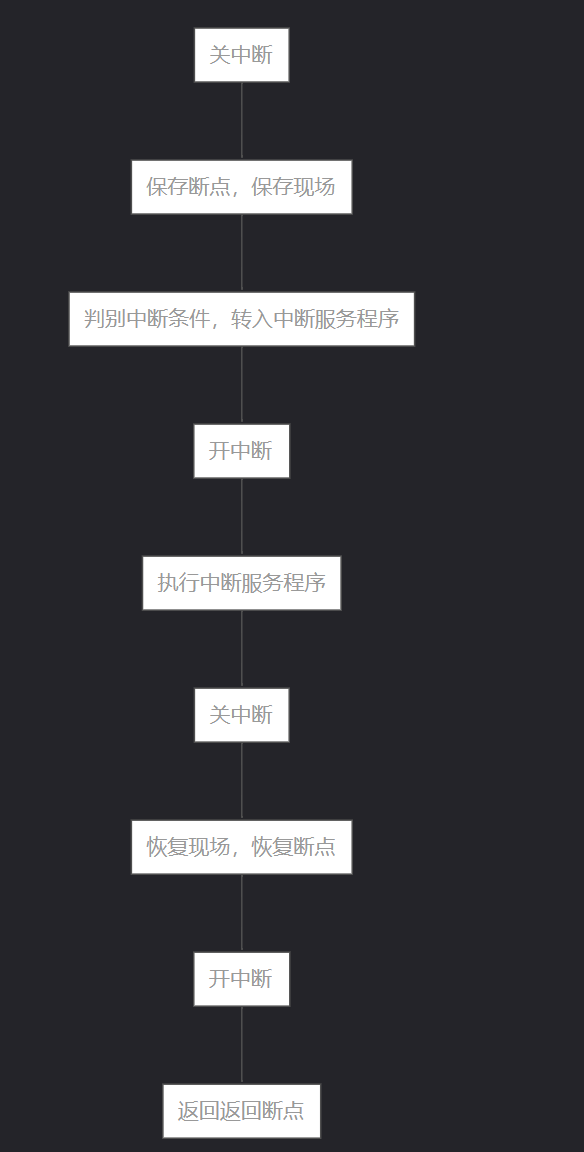 关中断
保存断点，保存现场
判别中断条件，转入中断服务程序
开中断
执行中断服务程序
关中断
恢复现场，恢复断点
开中断
返回返回断点